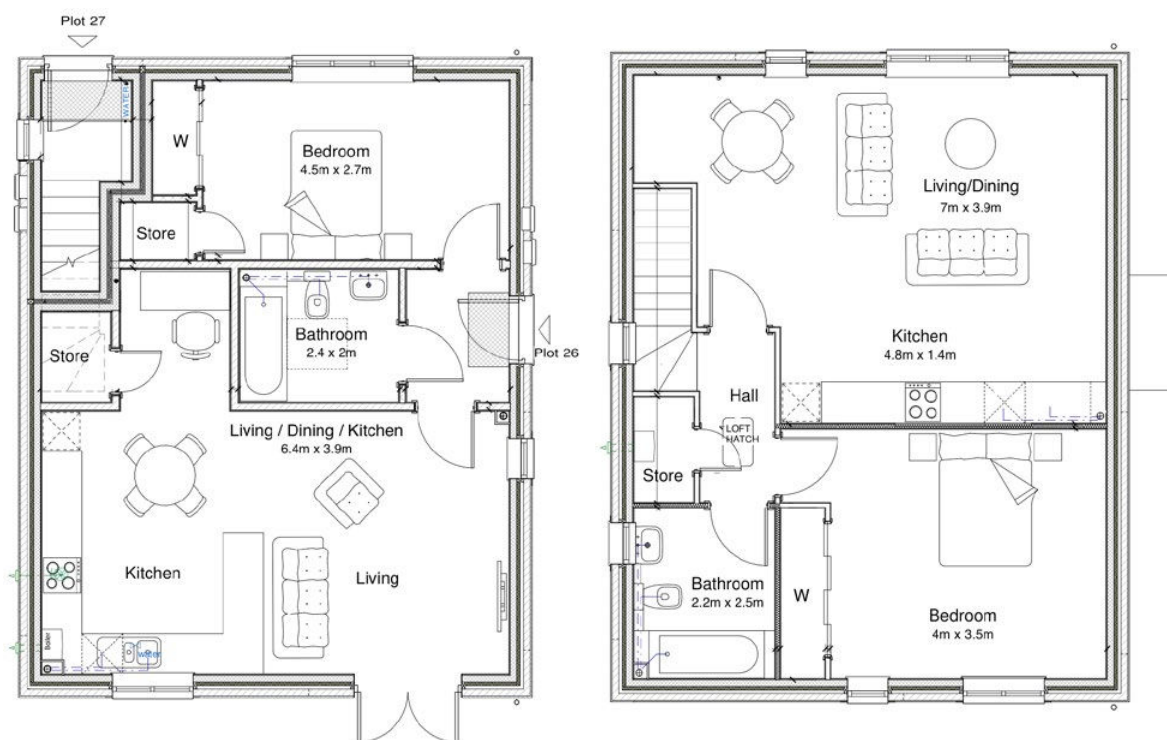 Plot 27
WATER
W
Bedroom
4.5m x 2.7m
Store
Bathroom
2.4 x 2m
Plot 26
Store
Living / Dining / Kitchen
6.4m x 3.9m
Kitchen
Living
Boiler
water
Living/Dining
7m x 3.9m
Kitchen
4.8m x 1.4m
Hall
LOFT
HATCH
Store
Bathroom
2.2m x 2.5m
W
Bedroom
4m x 3.5m